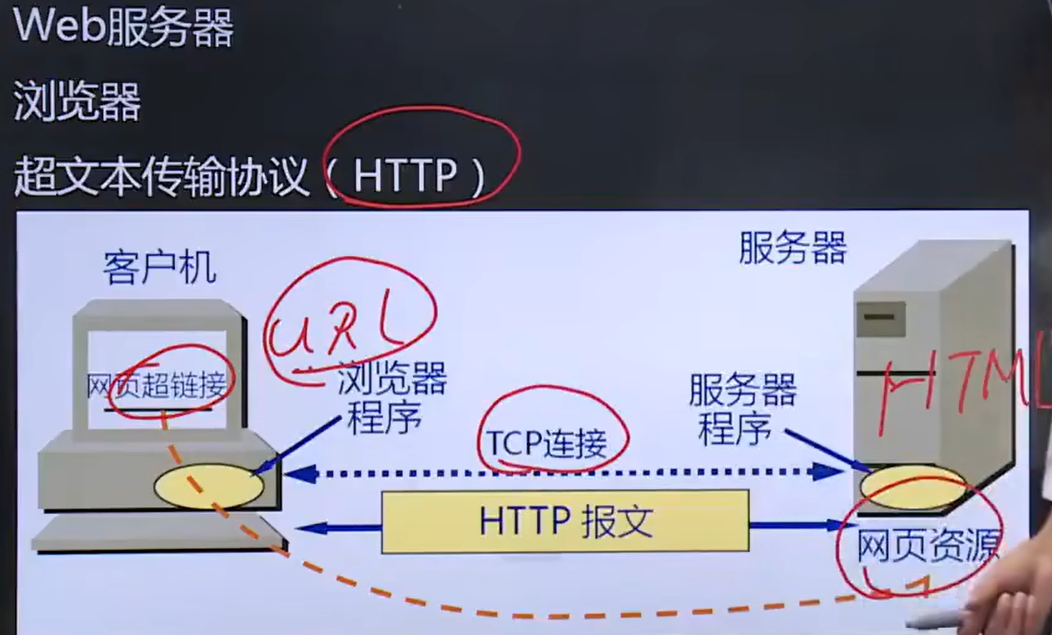 Web服务器
浏览器
超文本传输协议（HTTP）
客户机
服务器
URL
网页超链接
浏览器
程序
TCP连接
服务器
程序
HTML
HTTP 报文
网页资源